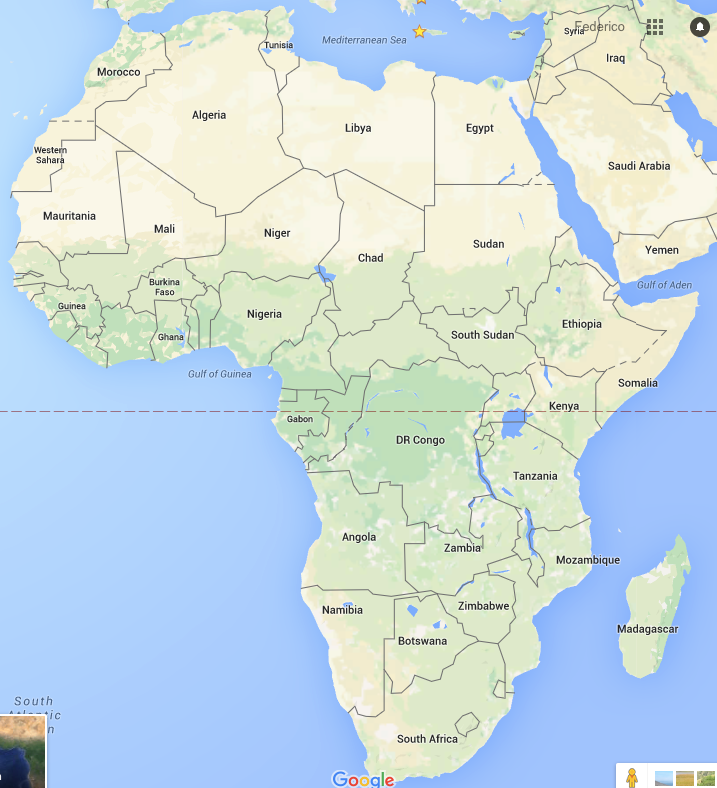 Federico
Syria
Tunisia
Mediterranean Sea
Iraq
Morocco
Algeria
Libya
Egypt
Western
Sahara
Saudi Arabia
Mauritania
Mali
Niger
Sudan
Yemen
Chad
Burkina
Faso
Gulf of Aden
Guinea
Nigeria
Ethiopia
Ghana
South Sudan
Gulf of Guinea
Somalia
Kenya
Gabon
DR Congo
Tanzania
Angola
Zambia
Mozambique
Namibia
Zimbabwe
Madagascar
Botswana
South
Atlantic
South Africa
Google